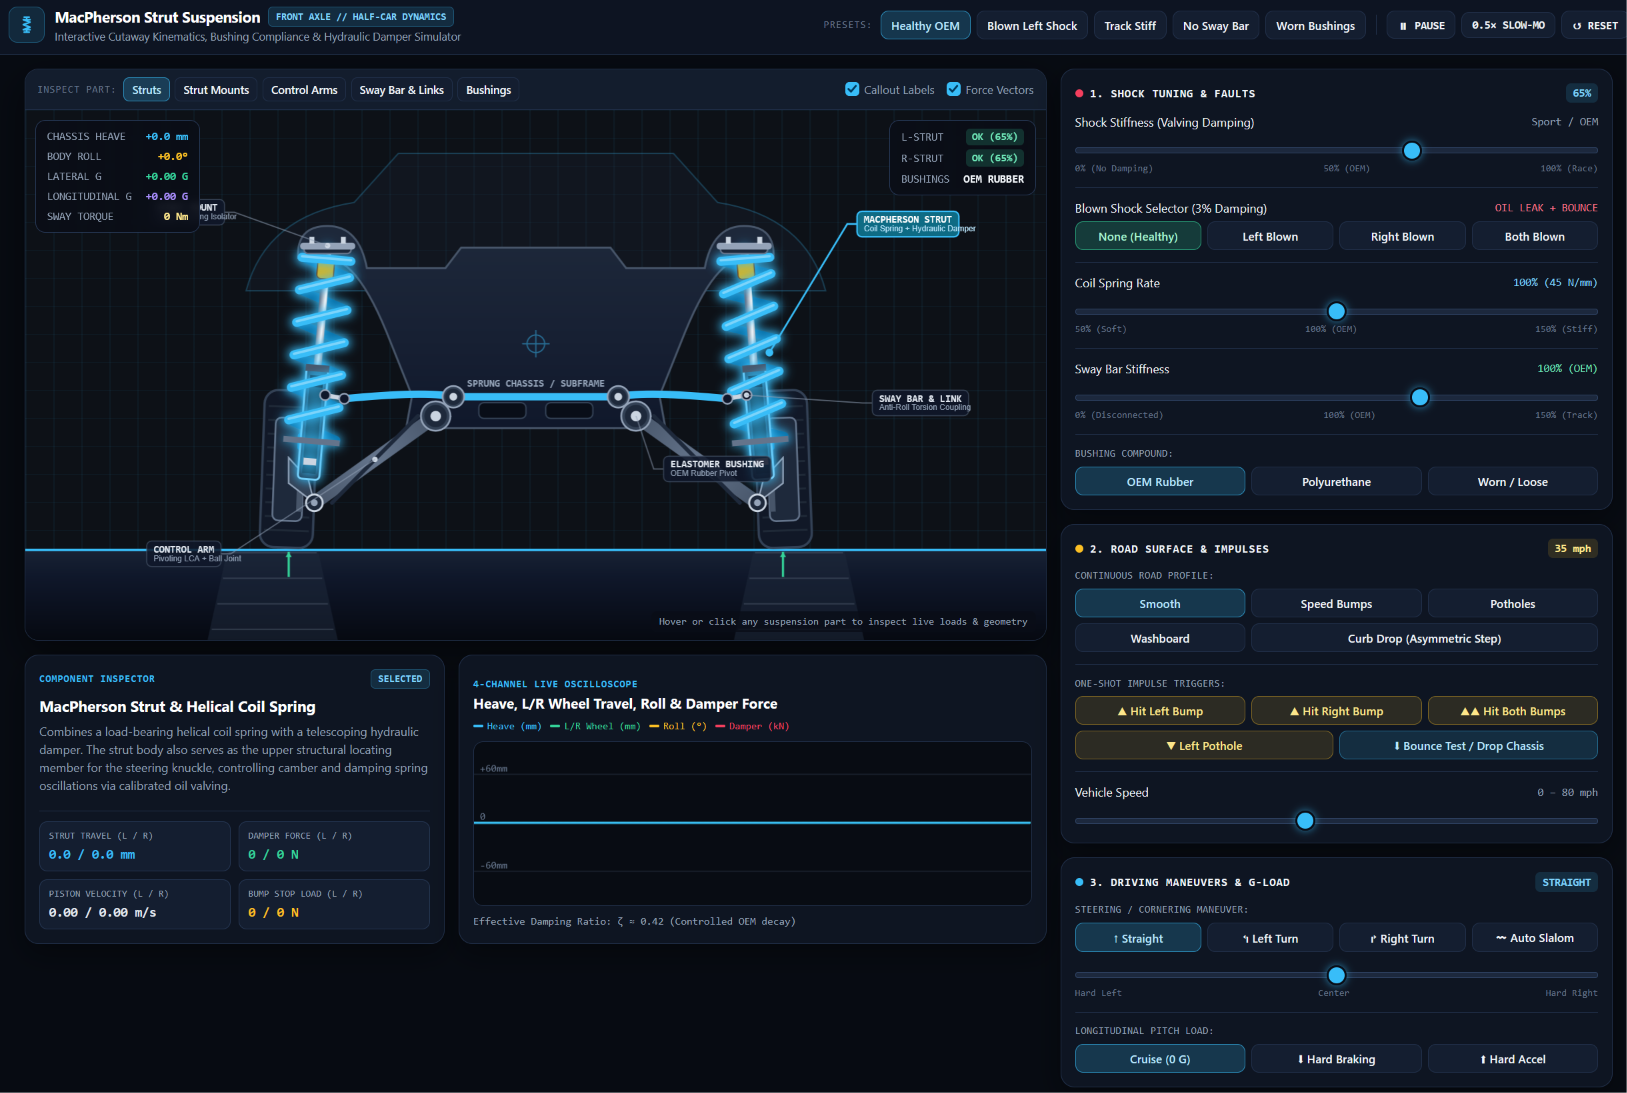 MacPherson Strut Suspension
FRONT AXLE // HALF-CAR DYNAMICS
Interactive Cutaway Kinematics, Bushing Compliance & Hydraulic Damper Simulator
PRESETS:
Healthy OEM
Blown Left Shock
Track Stiff
No Sway Bar
Worn Bushings
PAUSE
0.5× SLOW-MO
↺ RESET
INSPECT PART:
Struts
Strut Mounts
Control Arms
Sway Bar & Links
Bushings
Callout Labels
Force Vectors
CHASSIS HEAVE +0.0 mm
BODY ROLL +0.0°
LATERAL G +0.00 G
LONGITUDINAL G +0.00 G
SWAY TORQUE 0 Nm
L-STRUT OK (65%)
R-STRUT OK (65%)
BUSHINGS OEM RUBBER
UNT
ng Isolator
MACPHERSON STRUT
Coil Spring + Hydraulic Damper
SPRUNG CHASSIS / SUBFRAME
SWAY BAR & LINK
Anti-Roll Torsion Coupling
ELASTOMER BUSHING
OEM Rubber Pivot
CONTROL ARM
Pivoting LCA + Ball Joint
Hover or click any suspension part to inspect live loads & geometry
COMPONENT INSPECTOR
SELECTED
MacPherson Strut & Helical Coil Spring
Combines a load-bearing helical coil spring with a telescoping hydraulic
damper. The strut body also serves as the upper structural locating
member for the steering knuckle, controlling camber and damping spring
oscillations via calibrated oil valving.
STRUT TRAVEL (L / R)
0.0 / 0.0 mm
DAMPER FORCE (L / R)
0 / 0 N
PISTON VELOCITY (L / R)
0.00 / 0.00 m/s
BUMP STOP LOAD (L / R)
0 / 0 N
4-CHANNEL LIVE OSCILLOSCOPE
Heave, L/R Wheel Travel, Roll & Damper Force
Heave (mm)
L/R Wheel (mm)
Roll (°)
Damper (kN)
+60mm
0
-60mm
Effective Damping Ratio: ζ ≈ 0.42 (Controlled OEM decay)
1. SHOCK TUNING & FAULTS
65%
Shock Stiffness (Valving Damping)
Sport / OEM
0% (No Damping)
50% (OEM)
100% (Race)
Blown Shock Selector (3% Damping)
OIL LEAK + BOUNCE
None (Healthy)
Left Blown
Right Blown
Both Blown
Coil Spring Rate
100% (45 N/mm)
50% (Soft)
100% (OEM)
150% (Stiff)
Sway Bar Stiffness
100% (OEM)
0% (Disconnected)
100% (OEM)
150% (Track)
BUSHING COMPOUND:
OEM Rubber
Polyurethane
Worn / Loose
2. ROAD SURFACE & IMPULSES
35 mph
CONTINUOUS ROAD PROFILE:
Smooth
Speed Bumps
Potholes
Washboard
Curb Drop (Asymmetric Step)
ONE-SHOT IMPULSE TRIGGERS:
▲ Hit Left Bump
▲ Hit Right Bump
▲▲ Hit Both Bumps
▼ Left Pothole
⬇ Bounce Test / Drop Chassis
Vehicle Speed
0 – 80 mph
3. DRIVING MANEUVERS & G-LOAD
STRAIGHT
STEERING / CORNERING MANEUVER:
↑ Straight
↰ Left Turn
↱ Right Turn
〰 Auto Slalom
Hard Left
Center
Hard Right
LONGITUDINAL PITCH LOAD:
Cruise (0 G)
⬇ Hard Braking
⬆ Hard Accel